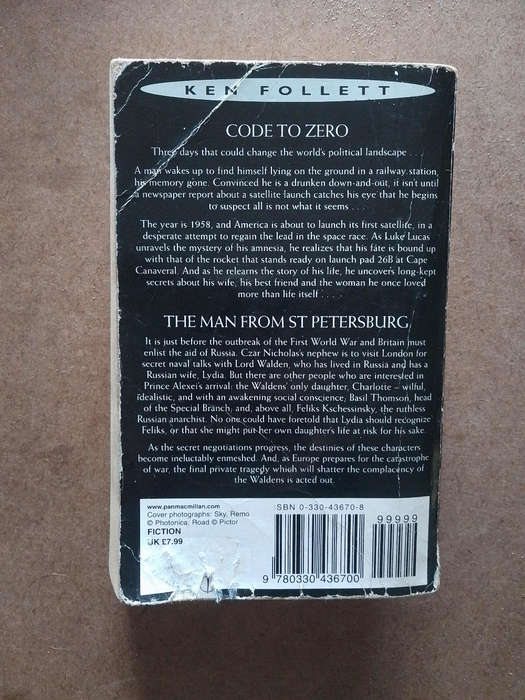 KEN FOLLETT
CODE TO ZERO
Three days that could change the world's political landscape . . .
A man wakes up to find himself lying on the ground in a railway station,
his memory gone. Convinced he is a drunken down-and-out, it isn't until
a newspaper report about a satellite launch catches his eye that he begins
to suspect all is not what it seems . . .
The year is 1958, and America is about to launch its first satellite, in a
desperate attempt to regain the lead in the space race. As Luke Lucas
unravels the mystery of his amnesia, he realizes that his fate is bound up
with that of the rocket that stands ready on launch pad 26B at Cape
Canaveral. And as he relearns the story of his life, he uncovers long-kept
secrets about his wife, his best friend and the woman he once loved
more than life itself . . . .
THE MAN FROM ST PETERSBURG
It is just before the outbreak of the First World War and Britain must
enlist the aid of Russia. Czar Nicholas's nephew is to visit London for
secret naval talks with Lord Walden, who has lived in Russia and has a
Russian wife, Lydia. But there are other people who are interested in
Prince Alexei's arrival: the Waldens' only daughter, Charlotte – wilful,
idealistic, and with an awakening social conscience; Basil Thomson, head
of the Special Branch; and, above all, Feliks Kschessinsky, the ruthless
Russian anarchist. No one could have foretold that Lydia should recognize
Feliks, or that she might put her own daughter's life at risk for his sake.
As the secret negotiations progress, the destinies of these characters
become ineluctably enmeshed. And, as Europe prepares for the catastrophe
of war, the final private tragedy which will shatter the complacency of
the Waldens is acted out.
www.panmacmillan.com
Cover photographs: Sky, Remo
© Photonica; Road © Pictor
FICTION
UK £7.99
ISBN 0-330-43670-8
99999
9 780330 436700